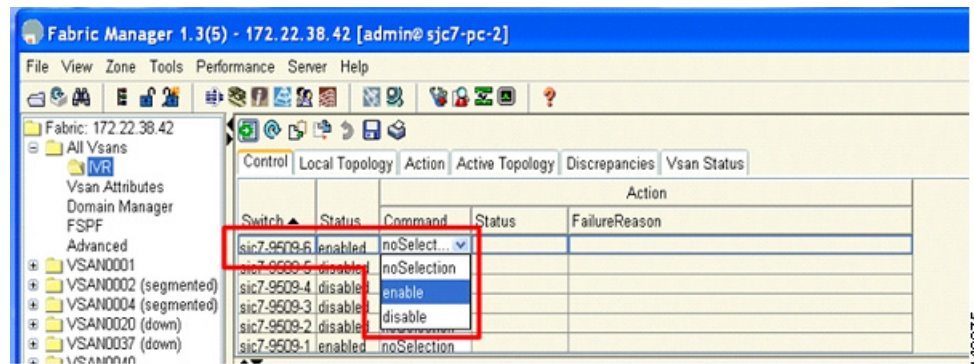 Fabric Manager 1.3(5) - 172.22.38.42 [admin@sjc7-pc-2]
File View Zone Tools Performance Server Help
Fabric: 172.22.38.42
All Vsans
IVR
Vsan Attributes
Domain Manager
FSPF
Advanced
VSAN0001
VSAN0002 (segmented)
VSAN0004 (segmented)
VSAN0020 (down)
VSAN0037 (down)
VSAN0040
Control Local Topology Action Active Topology Discrepancies Vsan Status
Action
Switch Status Command Status FailureReason
sjc7-9509-6 enabled noSelect...
sjc7-9509-5 disabled noSelection
sjc7-9509-4 disabled enable
sjc7-9509-3 disabled disable
sjc7-9509-2 disabled noSelection
sjc7-9509-1 enabled noSelection